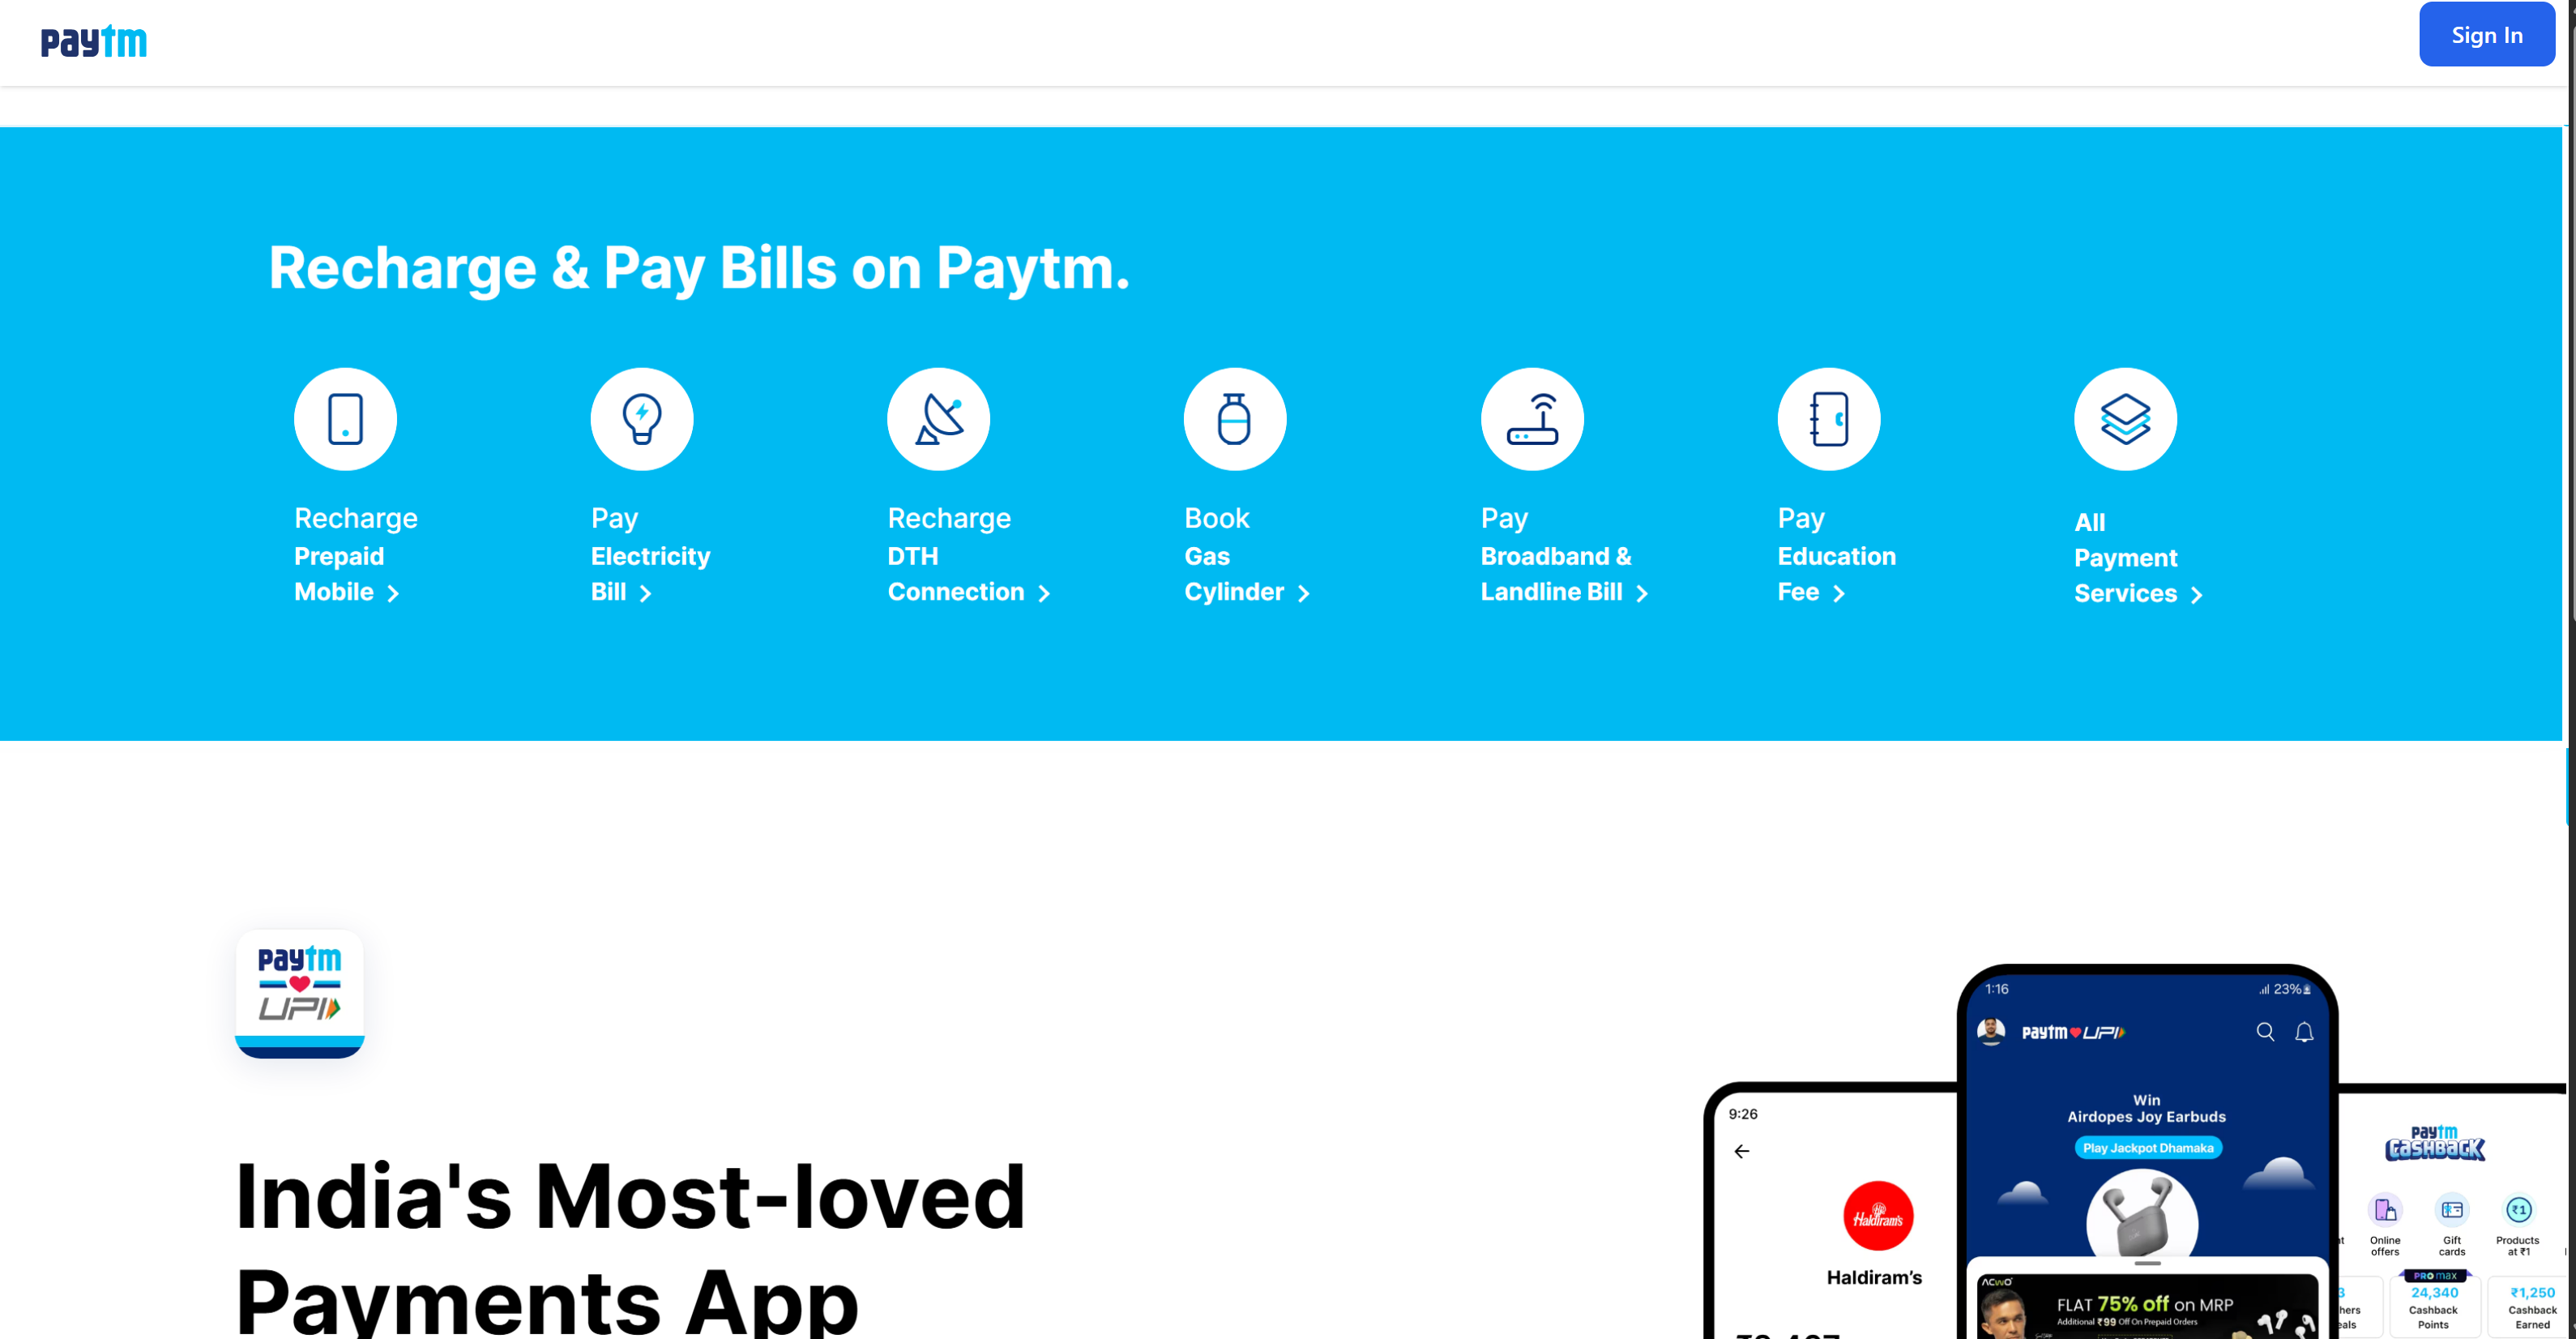 paytm
Sign In
Recharge & Pay Bills on Paytm.
Recharge
Prepaid
Mobile
Pay
Electricity
Bill
Recharge
DTH
Connection
Book
Gas
Cylinder
Pay
Broadband &
Landline Bill
Pay
Education
Fee
All
Payment
Services
paytm
UPI
India's Most-loved
Payments App
9:26
Haldiram's
Haldiram's
1:16
23%
paytm UPI
Win
Airdopes Joy Earbuds
Play Jackpot Dhamaka
ACwO
FLAT 75% off on MRP
Additional ₹99 Off On Prepaid Orders
paytm
CASHBACK
Online
offers
Gift
cards
₹1
Products
at ₹1
PRO max
24,340
Cashback
Points
₹1,250
Cashback
Earned